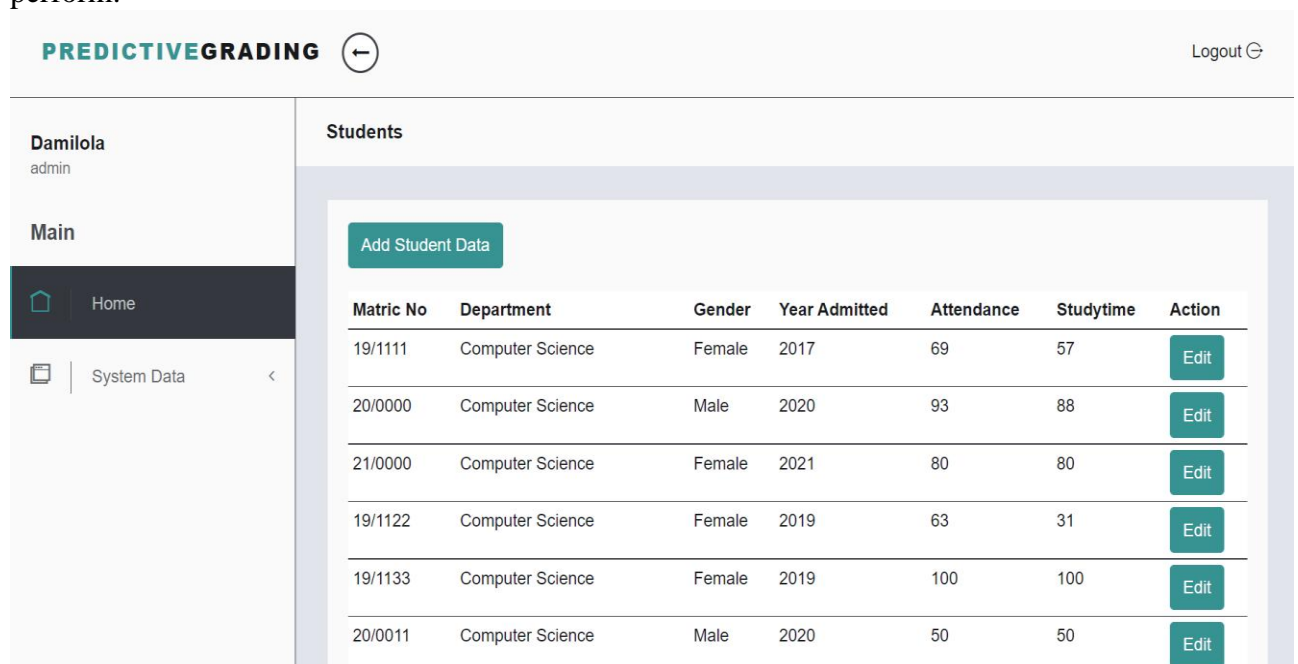 perform.
PREDICTIVEGRADING
Logout
Damilola
admin
Main
Home
System Data
Students
Add Student Data
Matric No Department Gender Year Admitted Attendance Studytime Action
19/1111 Computer Science Female 2017 69 57 Edit
20/0000 Computer Science Male 2020 93 88 Edit
21/0000 Computer Science Female 2021 80 80 Edit
19/1122 Computer Science Female 2019 63 31 Edit
19/1133 Computer Science Female 2019 100 100 Edit
20/0011 Computer Science Male 2020 50 50 Edit